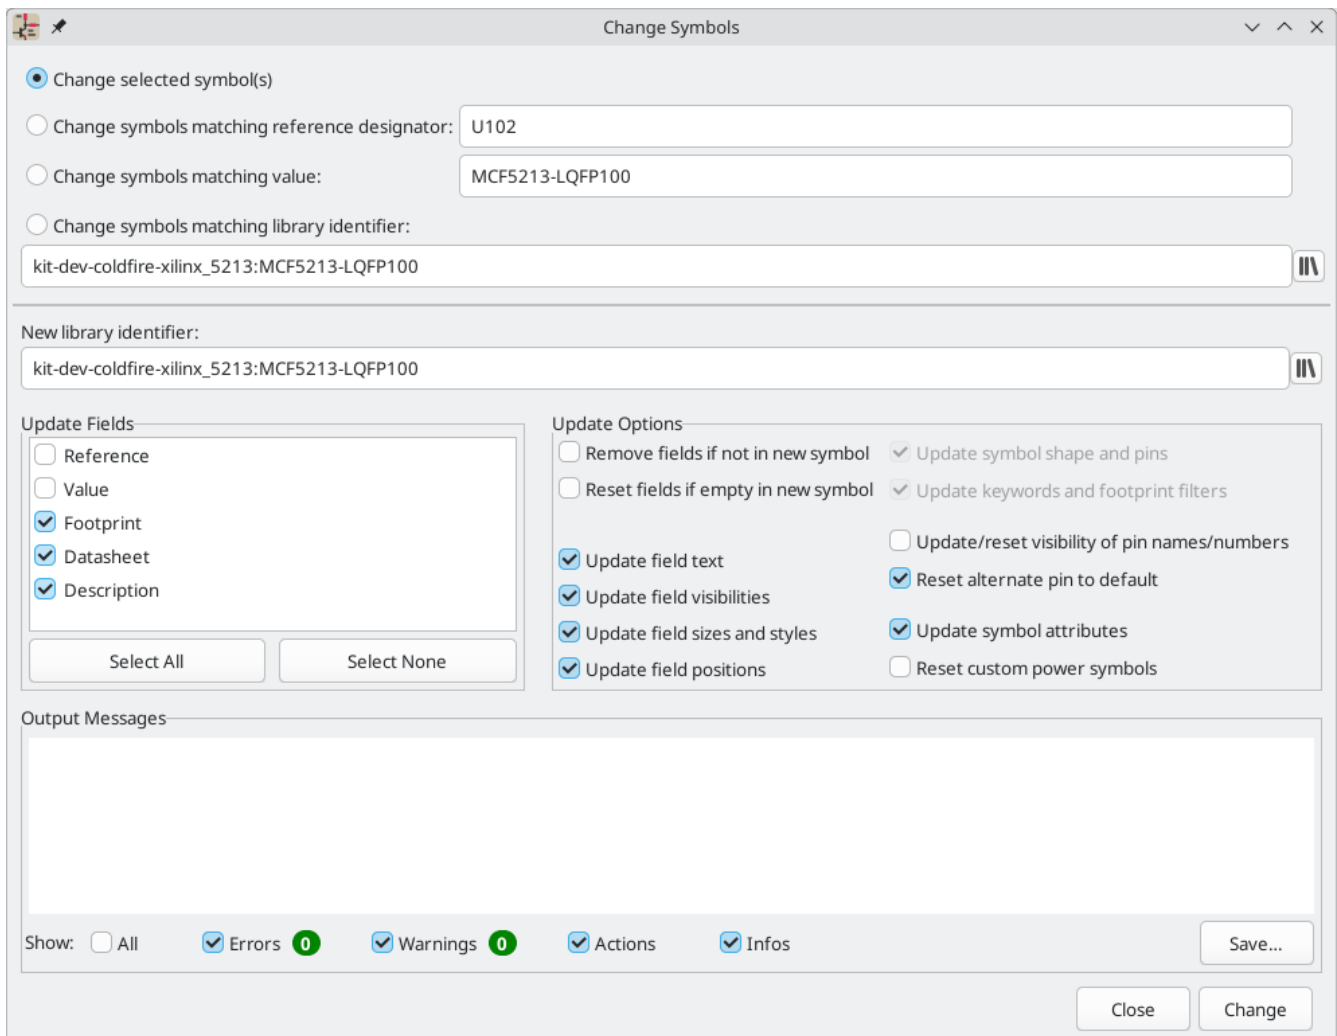 Change Symbols
Change selected symbol(s)
Change symbols matching reference designator: U102
Change symbols matching value: MCF5213-LQFP100
Change symbols matching library identifier:
kit-dev-coldfire-xilinx_5213:MCF5213-LQFP100
New library identifier:
kit-dev-coldfire-xilinx_5213:MCF5213-LQFP100
Update Fields
Reference
Value
Footprint
Datasheet
Description
Select All
Select None
Update Options
Remove fields if not in new symbol
Reset fields if empty in new symbol
Update field text
Update field visibilities
Update field sizes and styles
Update field positions
Update symbol shape and pins
Update keywords and footprint filters
Update/reset visibility of pin names/numbers
Reset alternate pin to default
Update symbol attributes
Reset custom power symbols
Output Messages
Show: All Errors 0 Warnings 0 Actions Infos Save...
Close Change